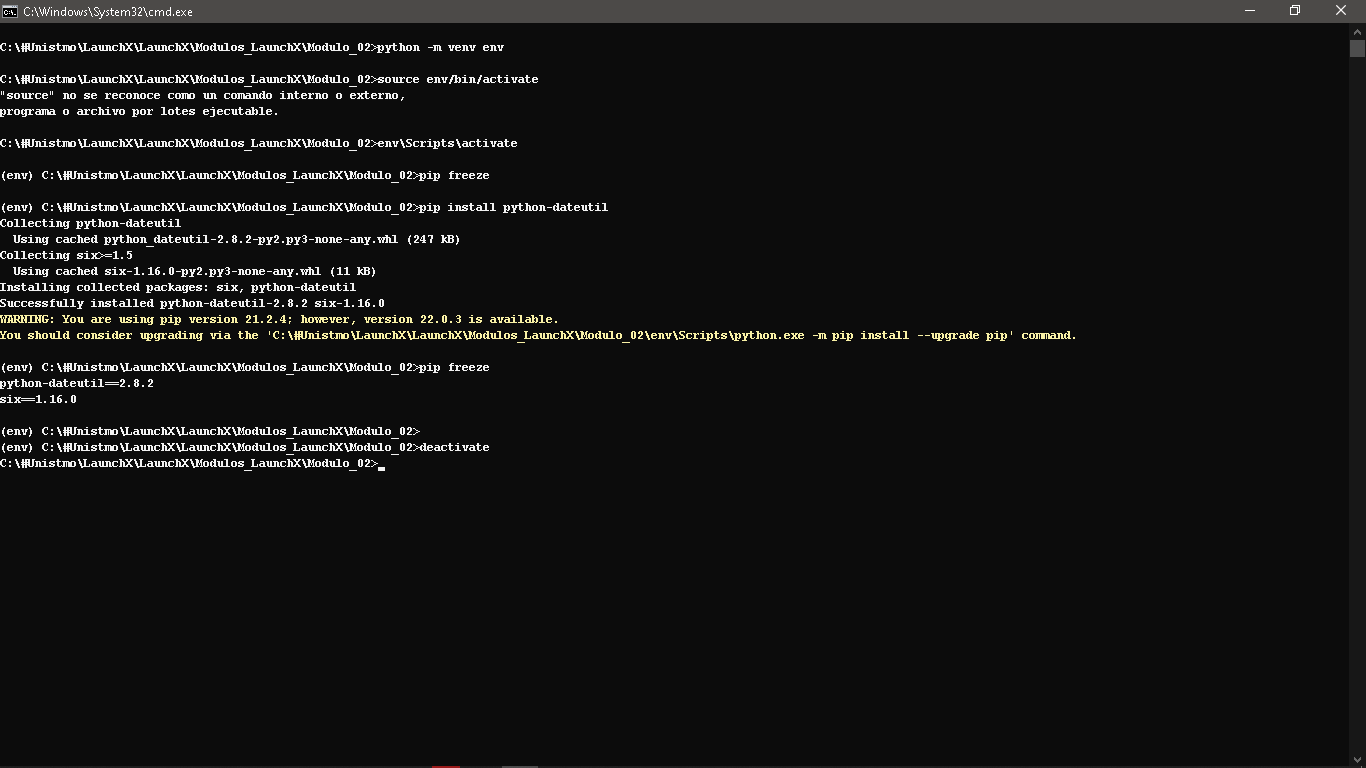 C:\Windows\System32\cmd.exe
C:\#Unistmo\LaunchX\LaunchX\Modulos_LaunchX\Modulo_02>python -m venv env
C:\#Unistmo\LaunchX\LaunchX\Modulos_LaunchX\Modulo_02>source env/bin/activate
"source" no se reconoce como un comando interno o externo,
programa o archivo por lotes ejecutable.
C:\#Unistmo\LaunchX\LaunchX\Modulos_LaunchX\Modulo_02>env\Scripts\activate
(env) C:\#Unistmo\LaunchX\LaunchX\Modulos_LaunchX\Modulo_02>pip freeze
(env) C:\#Unistmo\LaunchX\LaunchX\Modulos_LaunchX\Modulo_02>pip install python-dateutil
Collecting python-dateutil
  Using cached python_dateutil-2.8.2-py2.py3-none-any.whl (247 kB)
Collecting six>=1.5
  Using cached six-1.16.0-py2.py3-none-any.whl (11 kB)
Installing collected packages: six, python-dateutil
Successfully installed python-dateutil-2.8.2 six-1.16.0
WARNING: You are using pip version 21.2.4; however, version 22.0.3 is available.
You should consider upgrading via the 'C:\#Unistmo\LaunchX\LaunchX\Modulos_LaunchX\Modulo_02\env\Scripts\python.exe -m pip install --upgrade pip' command.
(env) C:\#Unistmo\LaunchX\LaunchX\Modulos_LaunchX\Modulo_02>pip freeze
python-dateutil==2.8.2
six==1.16.0
(env) C:\#Unistmo\LaunchX\LaunchX\Modulos_LaunchX\Modulo_02>
(env) C:\#Unistmo\LaunchX\LaunchX\Modulos_LaunchX\Modulo_02>deactivate
C:\#Unistmo\LaunchX\LaunchX\Modulos_LaunchX\Modulo_02>